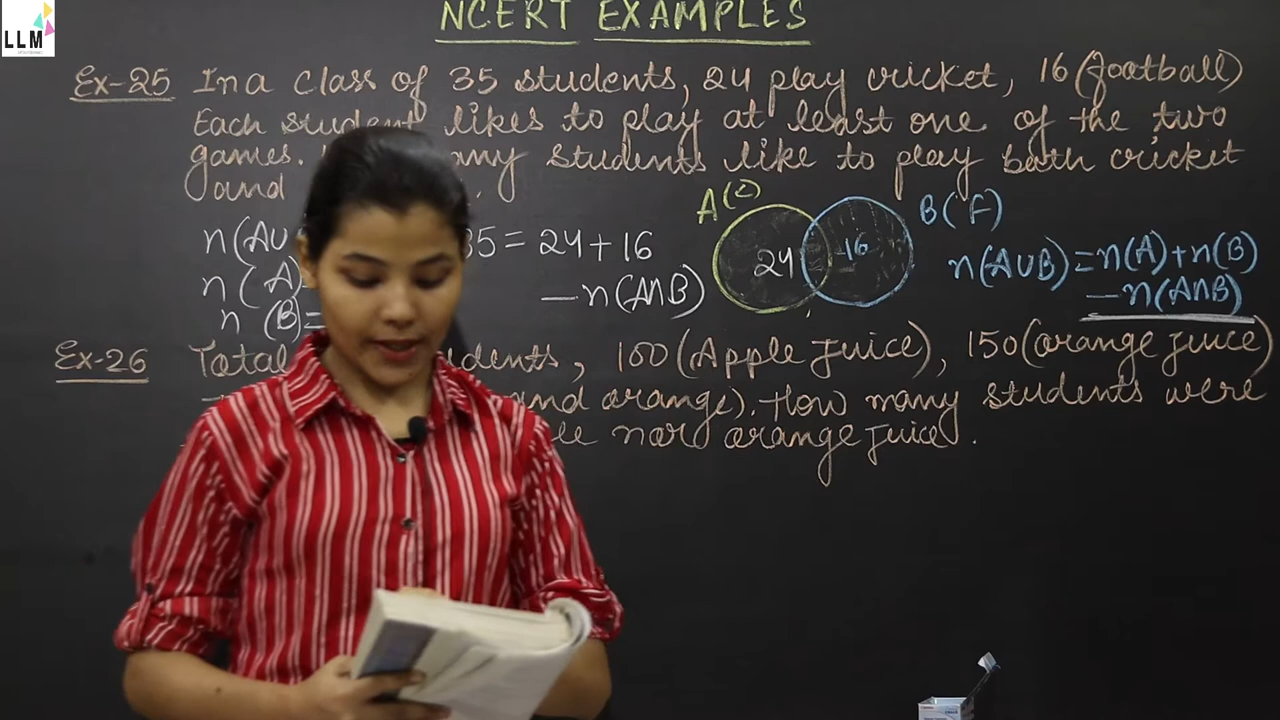 LLM
NCERT EXAMPLES
Ex-25 In a class of 35 students, 24 play cricket, 16 (football)
Each student likes to play at least one of the two
games. any students like to play both cricket
and
A(C) B(F)
n(AU 35 = 24 + 16
24 16
n(AUB) = n(A) + n(B)
n(A)
- n(A∩B)
- n(A∩B)
n(B) =
Ex-26 Total dents, 100 (Apple Juice), 150 (orange juice)
and orange). How many students were
nor orange juice.